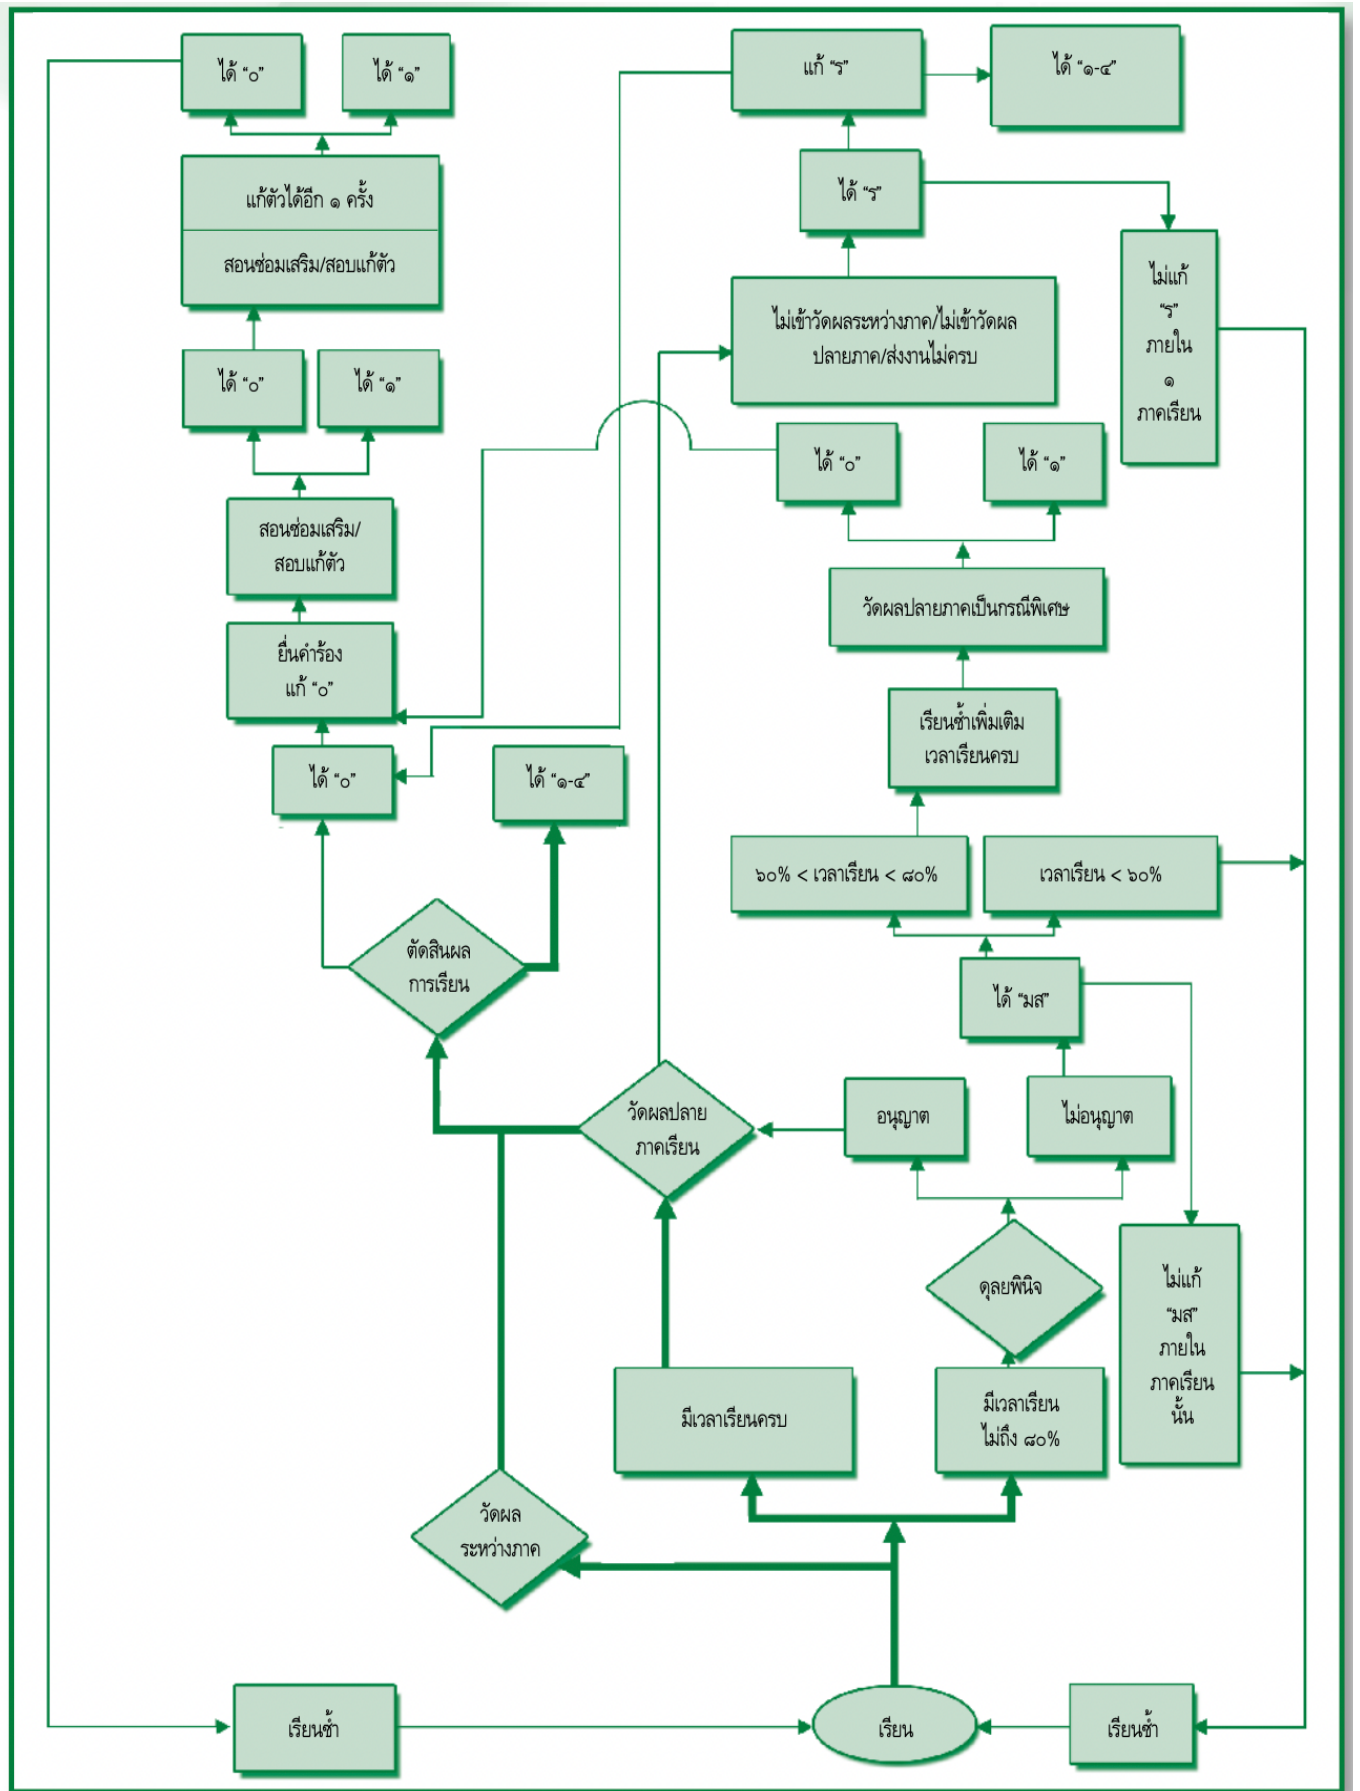 ได้ “๐”
ได้ “๑”
แก้ “ร”
ได้ “๑-๔”
แก้ตัวได้อีก ๑ ครั้ง
สอนซ่อมเสริม/สอบแก้ตัว
ได้ “ร”
ไม่แก้
“ร”
ภายใน
๑
ภาคเรียน
ไม่เข้าวัดผลระหว่างภาค/ไม่เข้าวัดผล
ปลายภาค/ส่งงานไม่ครบ
ได้ “๐”
ได้ “๑”
ได้ “๐”
ได้ “๑”
สอนซ่อมเสริม/
สอบแก้ตัว
วัดผลปลายภาคเป็นกรณีพิเศษ
ยื่นคำร้อง
แก้ “๐”
เรียนซ้ำเพิ่มเติม
เวลาเรียนครบ
ได้ “๐”
ได้ “๑-๔”
๖๐% < เวลาเรียน < ๘๐%
เวลาเรียน < ๖๐%
ตัดสินผล
การเรียน
ได้ “มส”
วัดผลปลาย
ภาคเรียน
อนุญาต
ไม่อนุญาต
ดุลยพินิจ
ไม่แก้
“มส”
ภายใน
ภาคเรียน
นั้น
มีเวลาเรียนครบ
มีเวลาเรียน
ไม่ถึง ๘๐%
วัดผล
ระหว่างภาค
เรียนซ้ำ
เรียน
เรียนซ้ำ